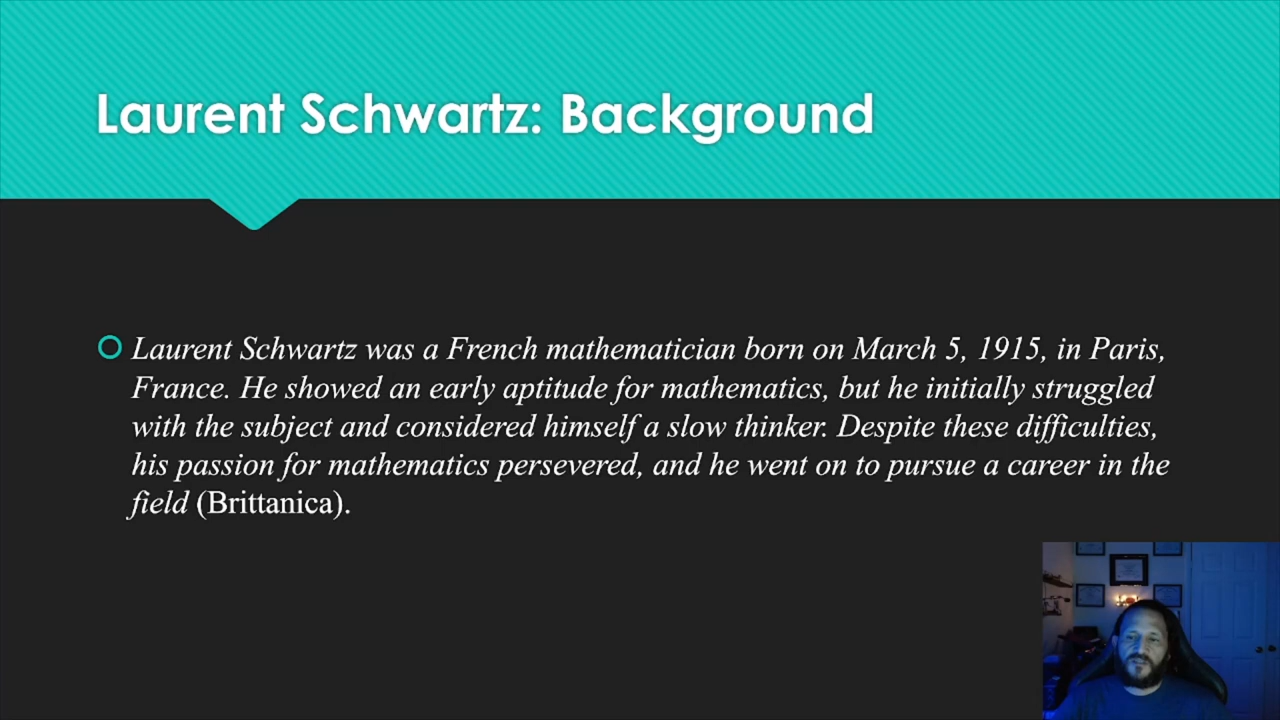 Laurent Schwartz: Background
Laurent Schwartz was a French mathematician born on March 5, 1915, in Paris,
France. He showed an early aptitude for mathematics, but he initially struggled
with the subject and considered himself a slow thinker. Despite these difficulties,
his passion for mathematics persevered, and he went on to pursue a career in the
field (Brittanica).